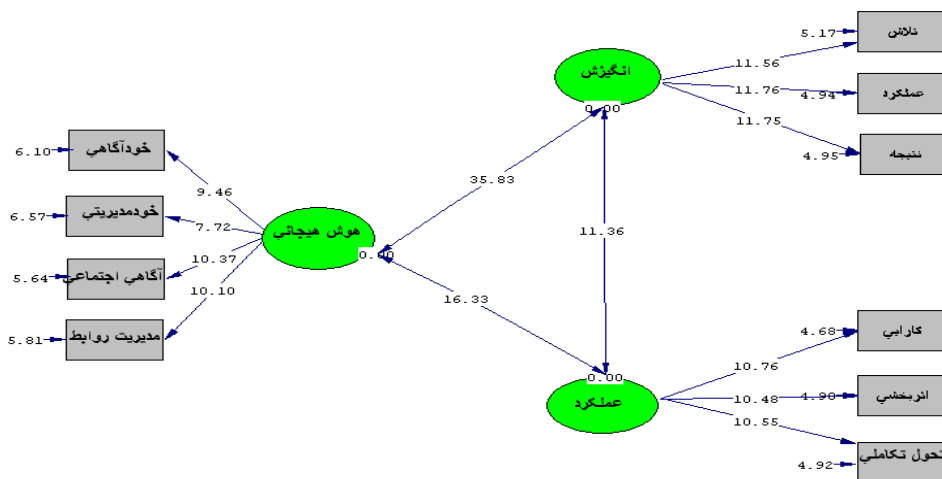 5.17
تلاش
11.56
انگيزش
11.76
4.94
عملکرد
0.00
11.75
4.95
نتيجه
6.10
خودآگاهي
9.46
35.83
6.57
خودمديريتي
7.72
هوش هيجاني
11.36
0.00
10.37
5.64
آگاهي اجتماعي
10.10
16.33
5.81
مديريت روابط
4.68
کارايي
10.76
0.00
عملکرد
10.48
4.90
اثربخشي
10.55
تحول تکاملي
4.92